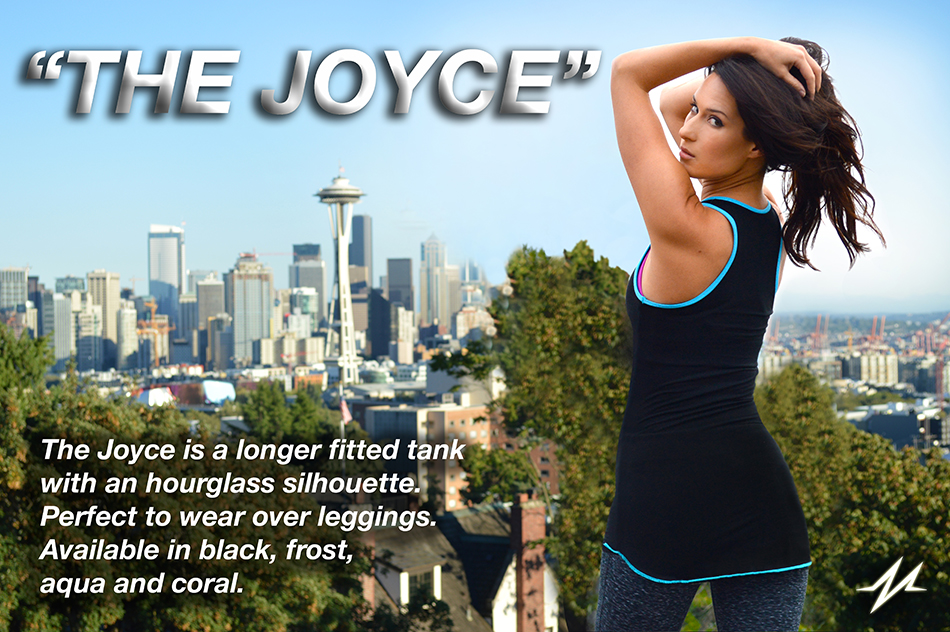 “THE JOYCE”
The Joyce is a longer fitted tank
with an hourglass silhouette.
Perfect to wear over leggings.
Available in black, frost,
aqua and coral.